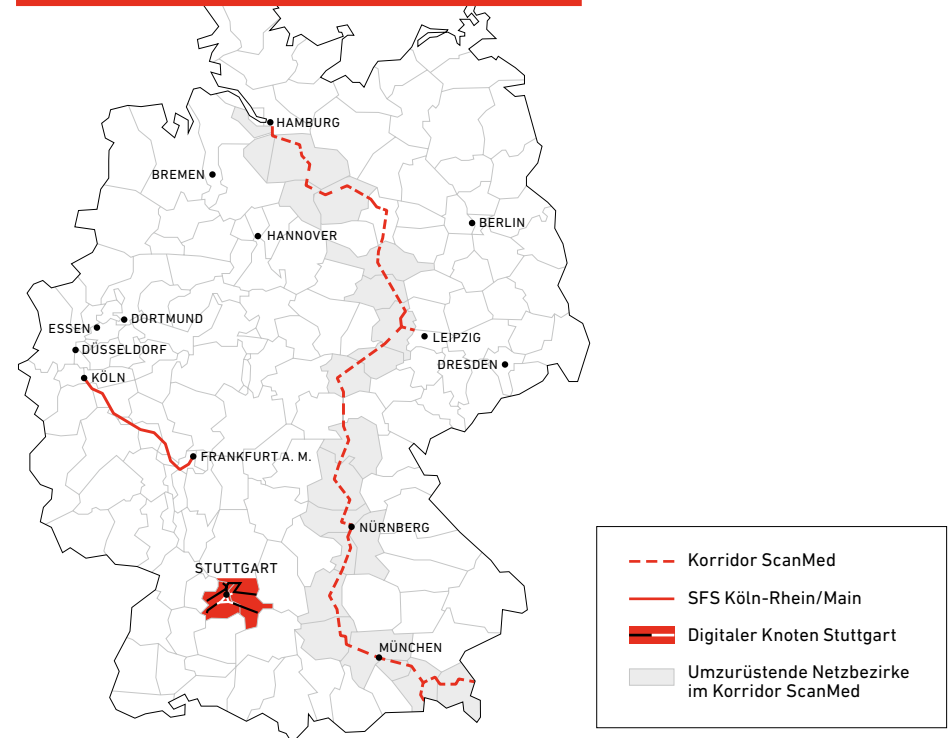 HAMBURG
BREMEN
BERLIN
HANNOVER
DORTMUND
ESSEN
DÜSSELDORF
LEIPZIG
DRESDEN
KÖLN
FRANKFURT A. M.
NÜRNBERG
STUTTGART
MÜNCHEN
Korridor ScanMed
SFS Köln-Rhein/Main
Digitaler Knoten Stuttgart
Umzurüstende Netzbezirke
im Korridor ScanMed